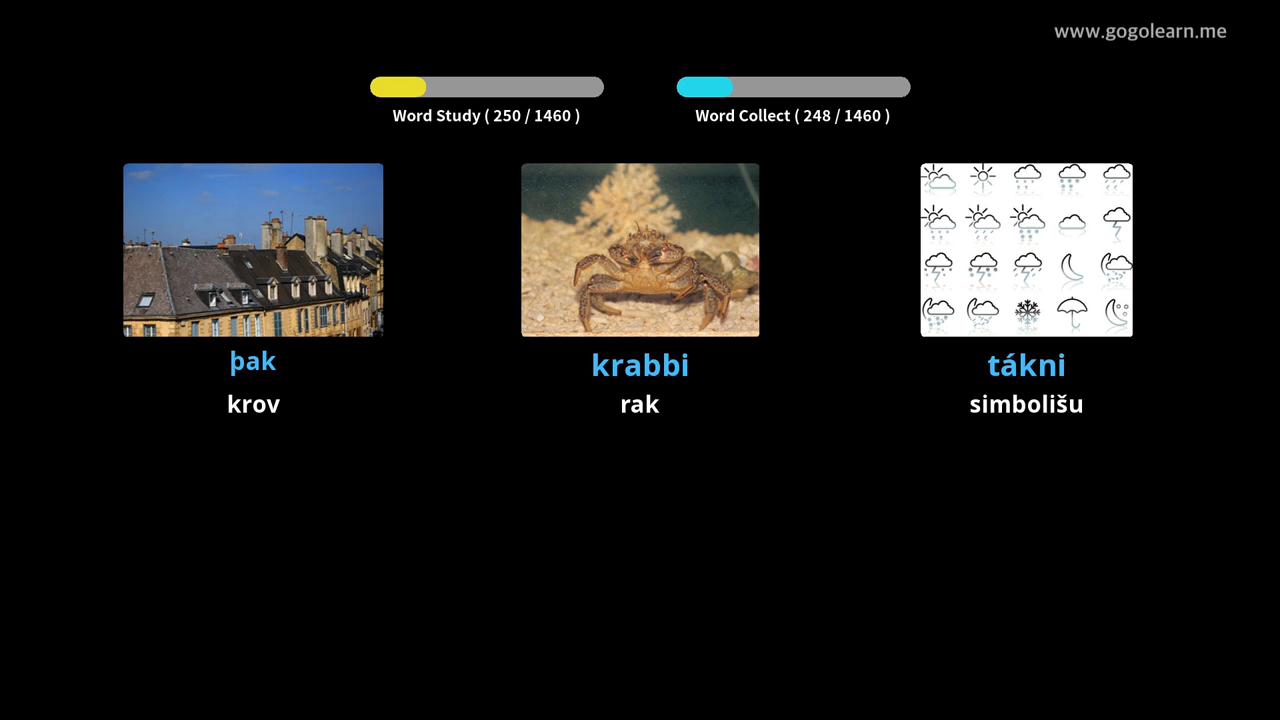 www.gogolearn.me
Word Study ( 250 / 1460 )
Word Collect ( 248 / 1460 )
þak
krabbi
tákni
krov
rak
simbolišu